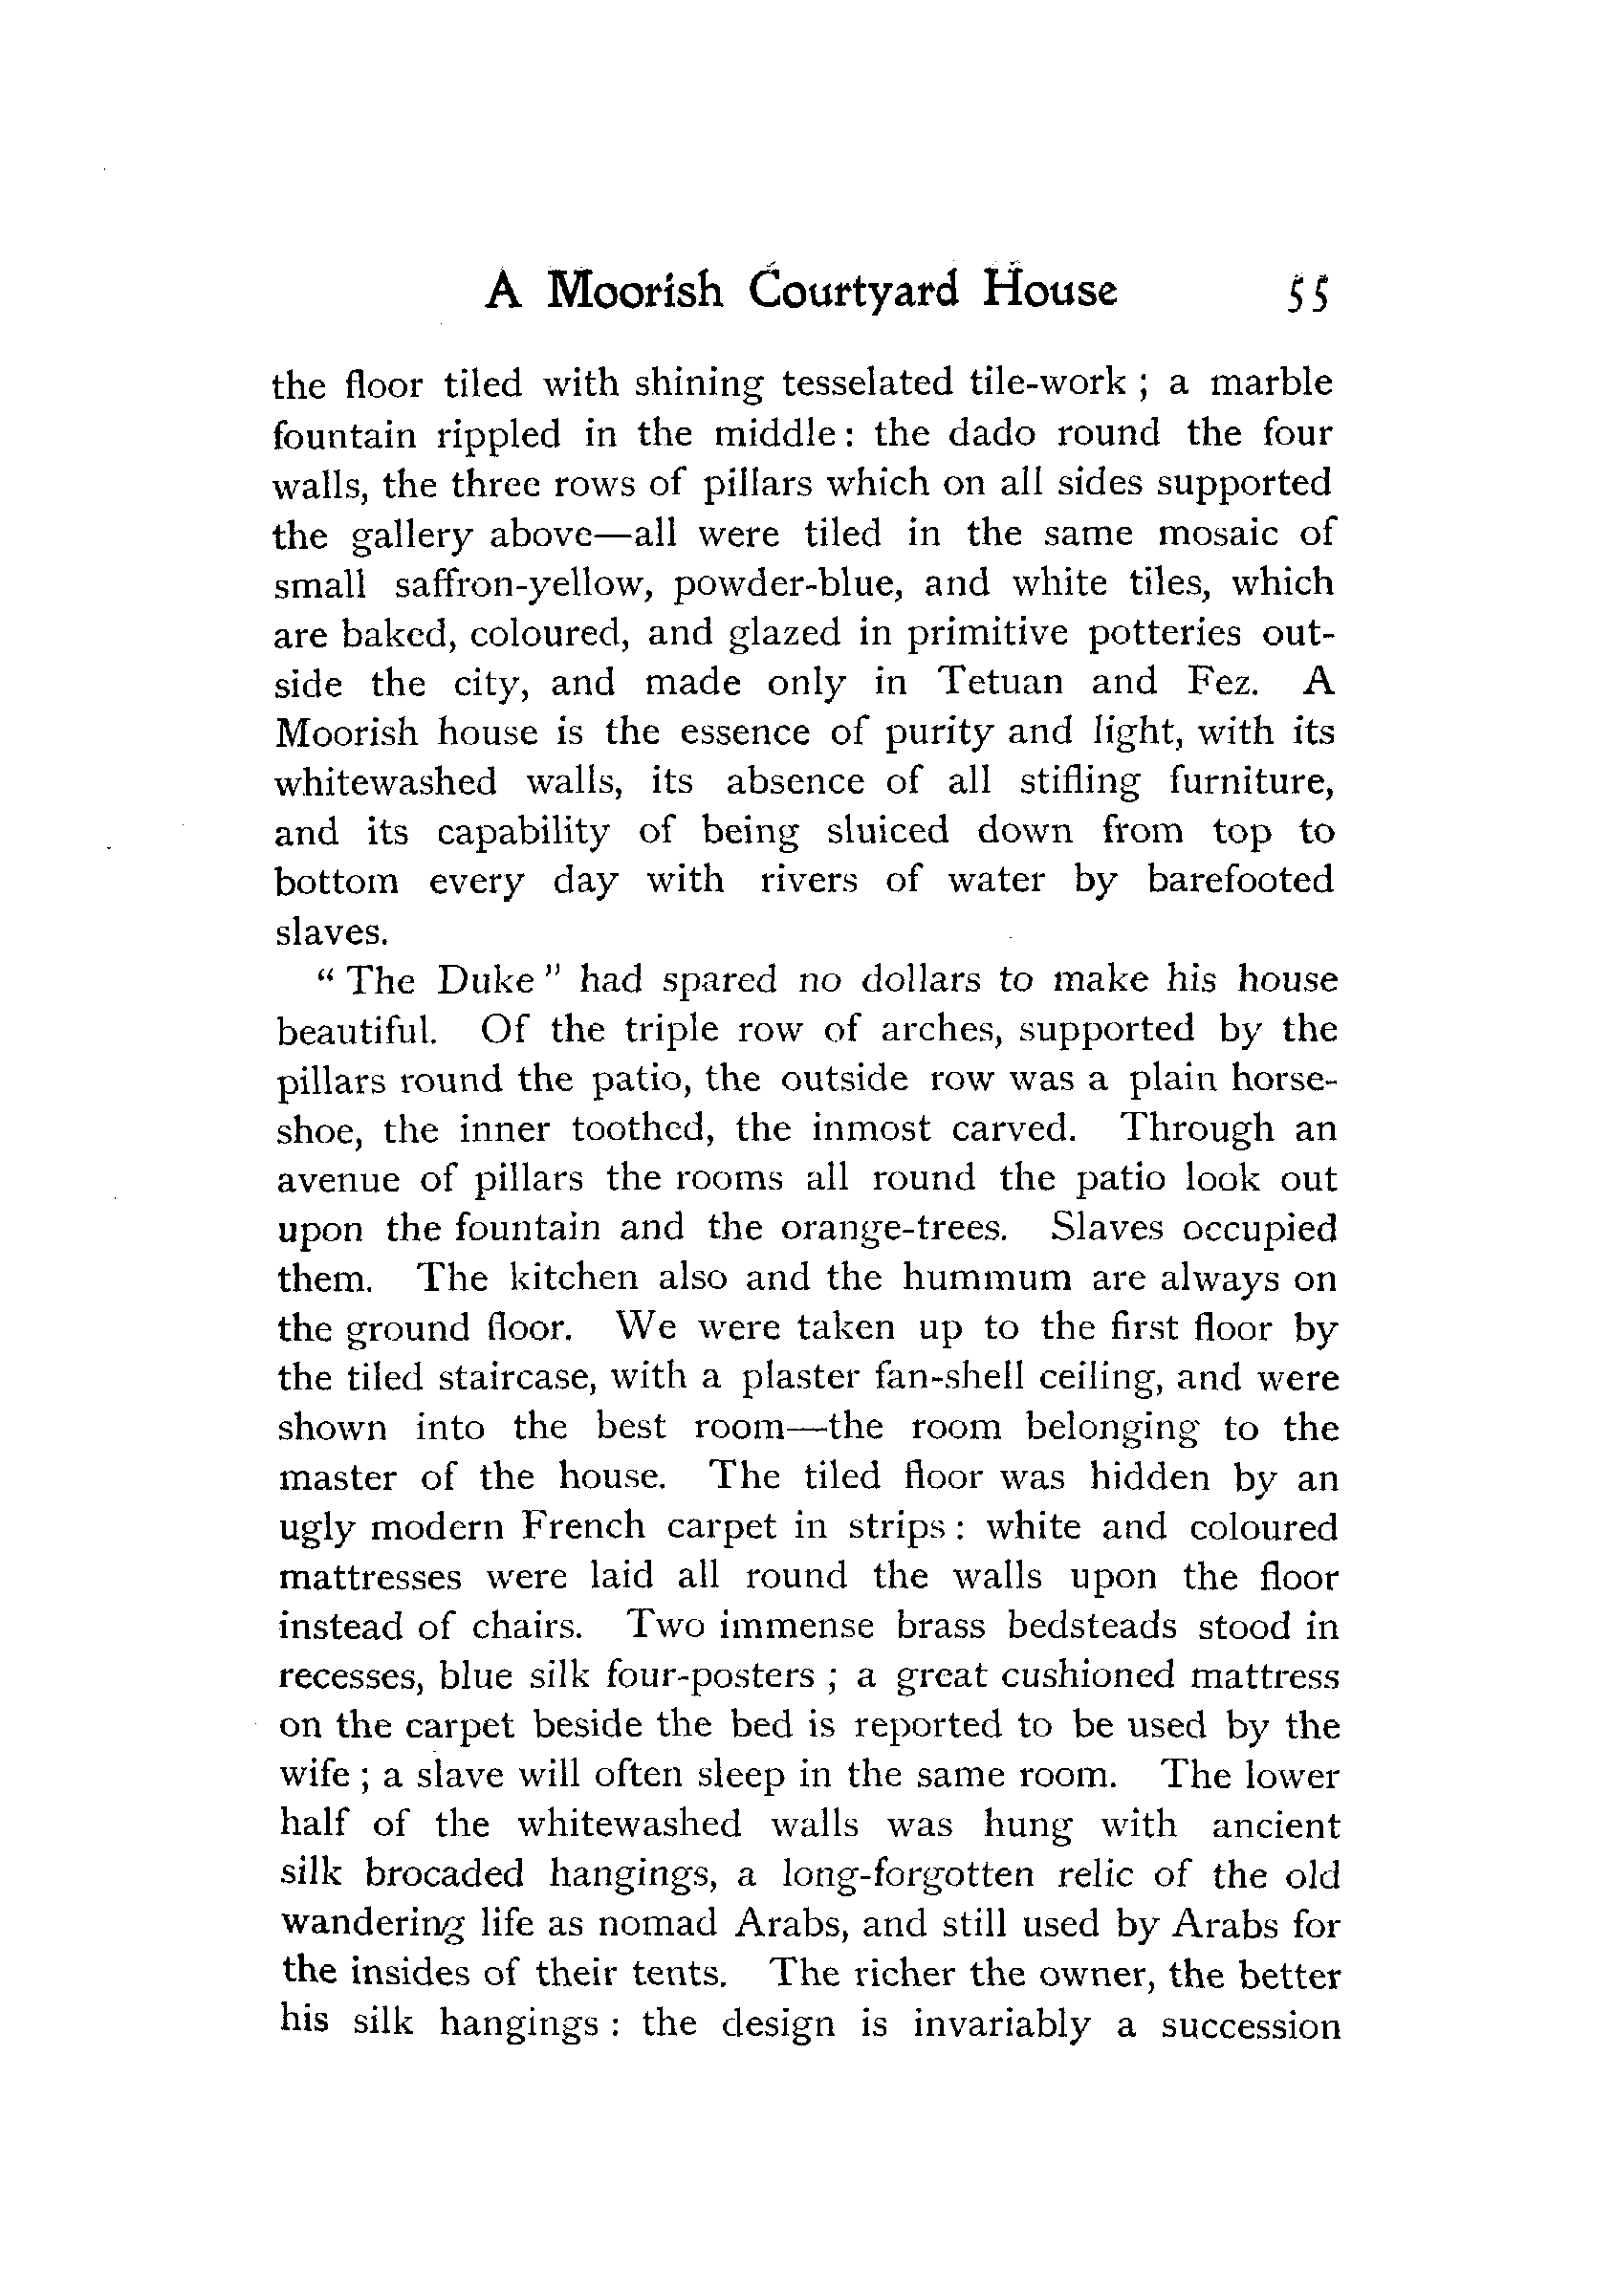 A Moorish Courtyard House 55
the floor tiled with shining tesselated tile-work ; a marble
fountain rippled in the middle: the dado round the four
walls, the three rows of pillars which on all sides supported
the gallery above—all were tiled in the same mosaic of
small saffron-yellow, powder-blue, and white tiles, which
are baked, coloured, and glazed in primitive potteries out-
side the city, and made only in Tetuan and Fez. A
Moorish house is the essence of purity and light, with its
whitewashed walls, its absence of all stifling furniture,
and its capability of being sluiced down from top to
bottom every day with rivers of water by barefooted
slaves.
" The Duke " had spared no dollars to make his house
beautiful. Of the triple row of arches, supported by the
pillars round the patio, the outside row was a plain horse-
shoe, the inner toothed, the inmost carved. Through an
avenue of pillars the rooms all round the patio look out
upon the fountain and the orange-trees. Slaves occupied
them. The kitchen also and the hummum are always on
the ground floor. We were taken up to the first floor by
the tiled staircase, with a plaster fan-shell ceiling, and were
shown into the best room—the room belonging to the
master of the house. The tiled floor was hidden by an
ugly modern French carpet in strips : white and coloured
mattresses were laid all round the walls upon the floor
instead of chairs. Two immense brass bedsteads stood in
recesses, blue silk four-posters ; a great cushioned mattress
on the carpet beside the bed is reported to be used by the
wife ; a slave will often sleep in the same room. The lower
half of the whitewashed walls was hung with ancient
silk brocaded hangings, a long-forgotten relic of the old
wandering life as nomad Arabs, and still used by Arabs for
the insides of their tents. The richer the owner, the better
his silk hangings : the design is invariably a succession